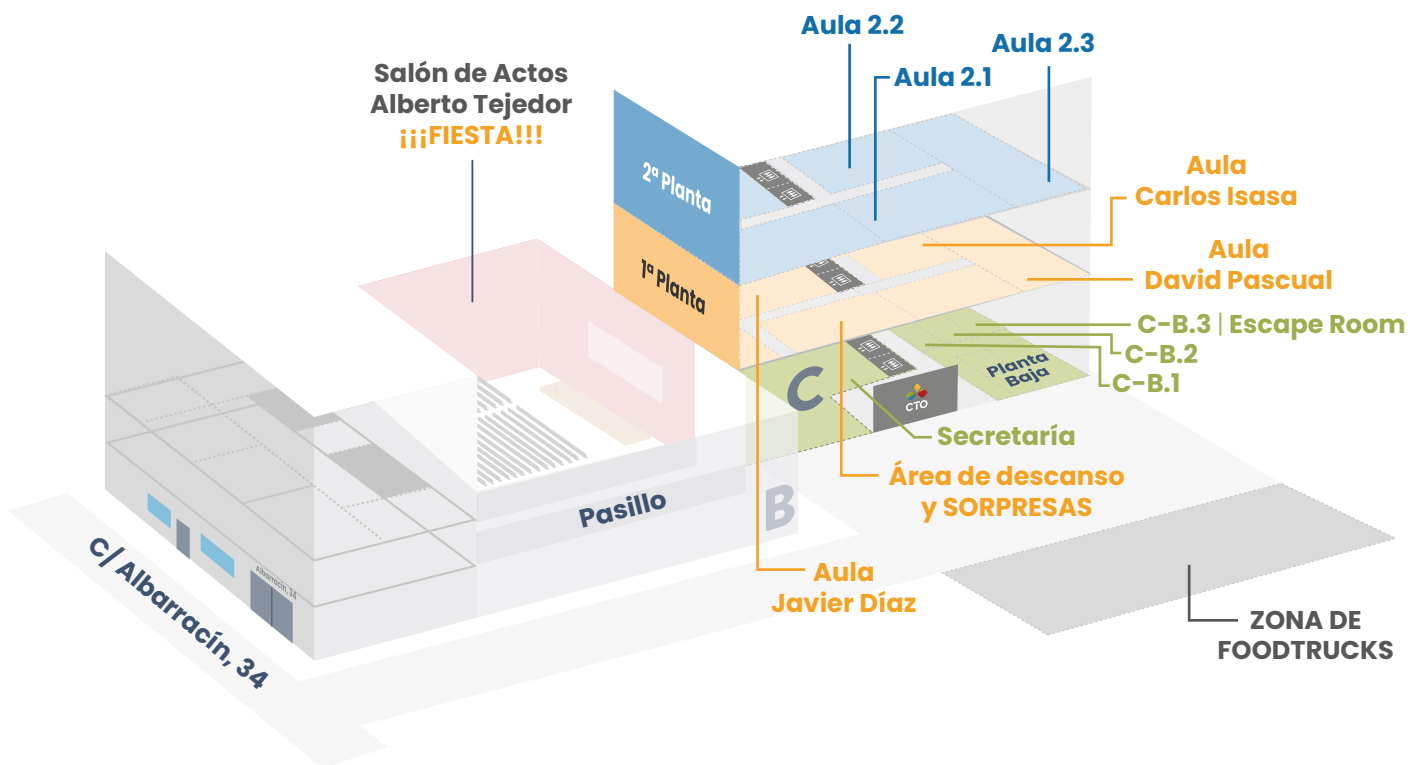 Aula 2.2
Aula 2.3
Aula 2.1
Salón de Actos
Alberto Tejedor
¡¡¡FIESTA!!!
2ª Planta
1ª Planta
Aula
Carlos Isasa
Aula
David Pascual
C-B.3 | Escape Room
C-B.2
C-B.1
Planta
Baja
C
CTO
Secretaría
Área de descanso
y SORPRESAS
Pasillo
B
Aula
Javier Díaz
Albarracín, 34
C/ Albarracín, 34
ZONA DE
FOODTRUCKS